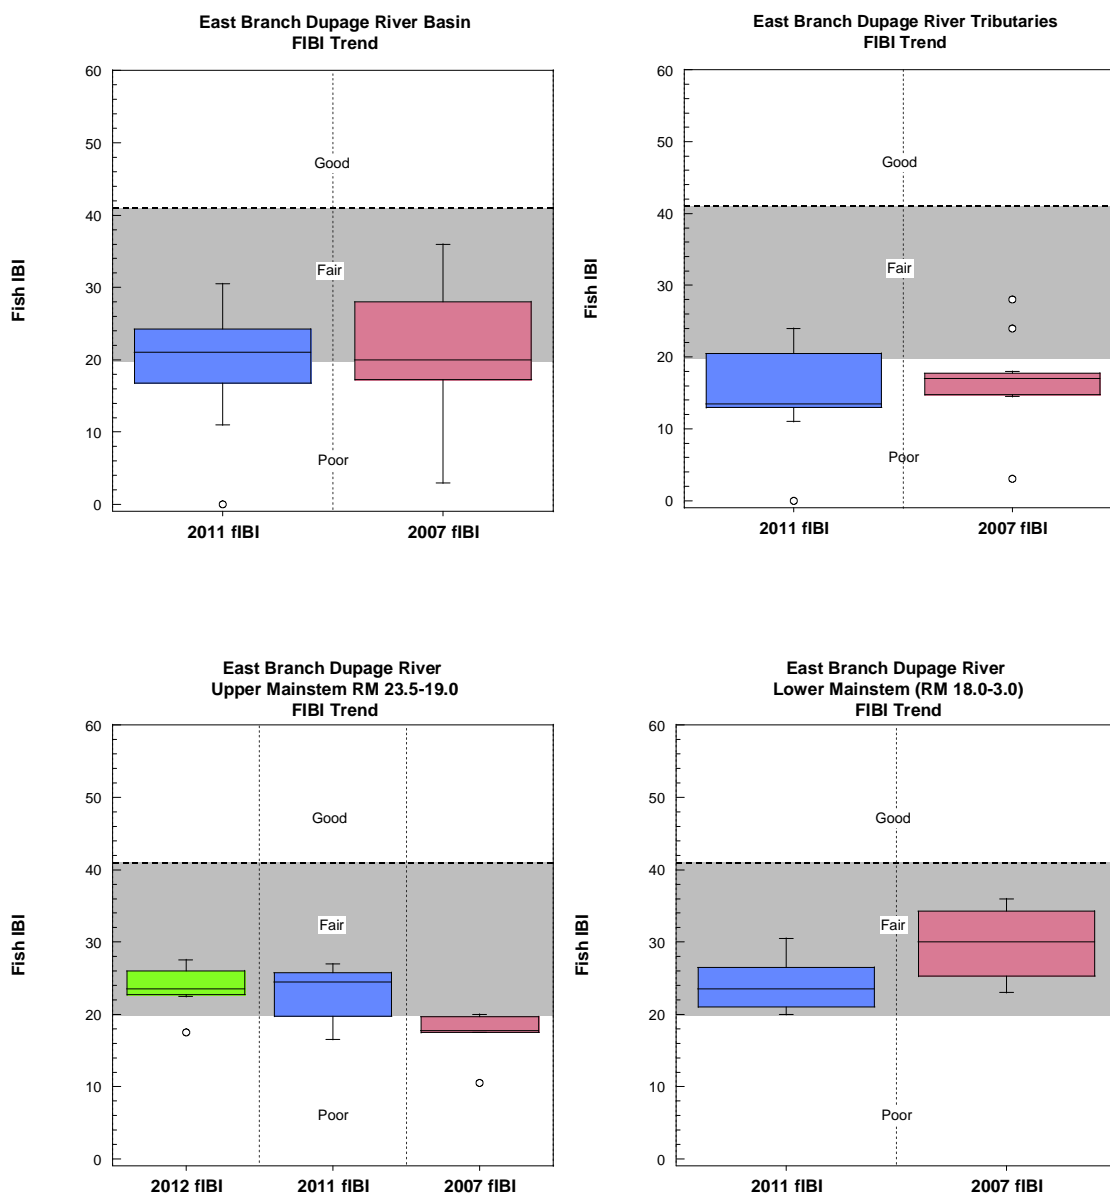 East Branch Dupage River Basin
FIBI Trend
Fish IBI
60
50
40
30
20
10
0
Good
Fair
Poor
2011 fIBI
2007 fIBI
East Branch Dupage River Tributaries
FIBI Trend
Fish IBI
60
50
40
30
20
10
0
Good
Fair
Poor
2011 fIBI
2007 fIBI
East Branch Dupage River
Upper Mainstem RM 23.5-19.0
FIBI Trend
Fish IBI
60
50
40
30
20
10
0
Good
Fair
Poor
2012 fIBI
2011 fIBI
2007 fIBI
East Branch Dupage River
Lower Mainstem (RM 18.0-3.0)
FIBI Trend
Fish IBI
60
50
40
30
20
10
0
Good
Fair
Poor
2011 fIBI
2007 fIBI